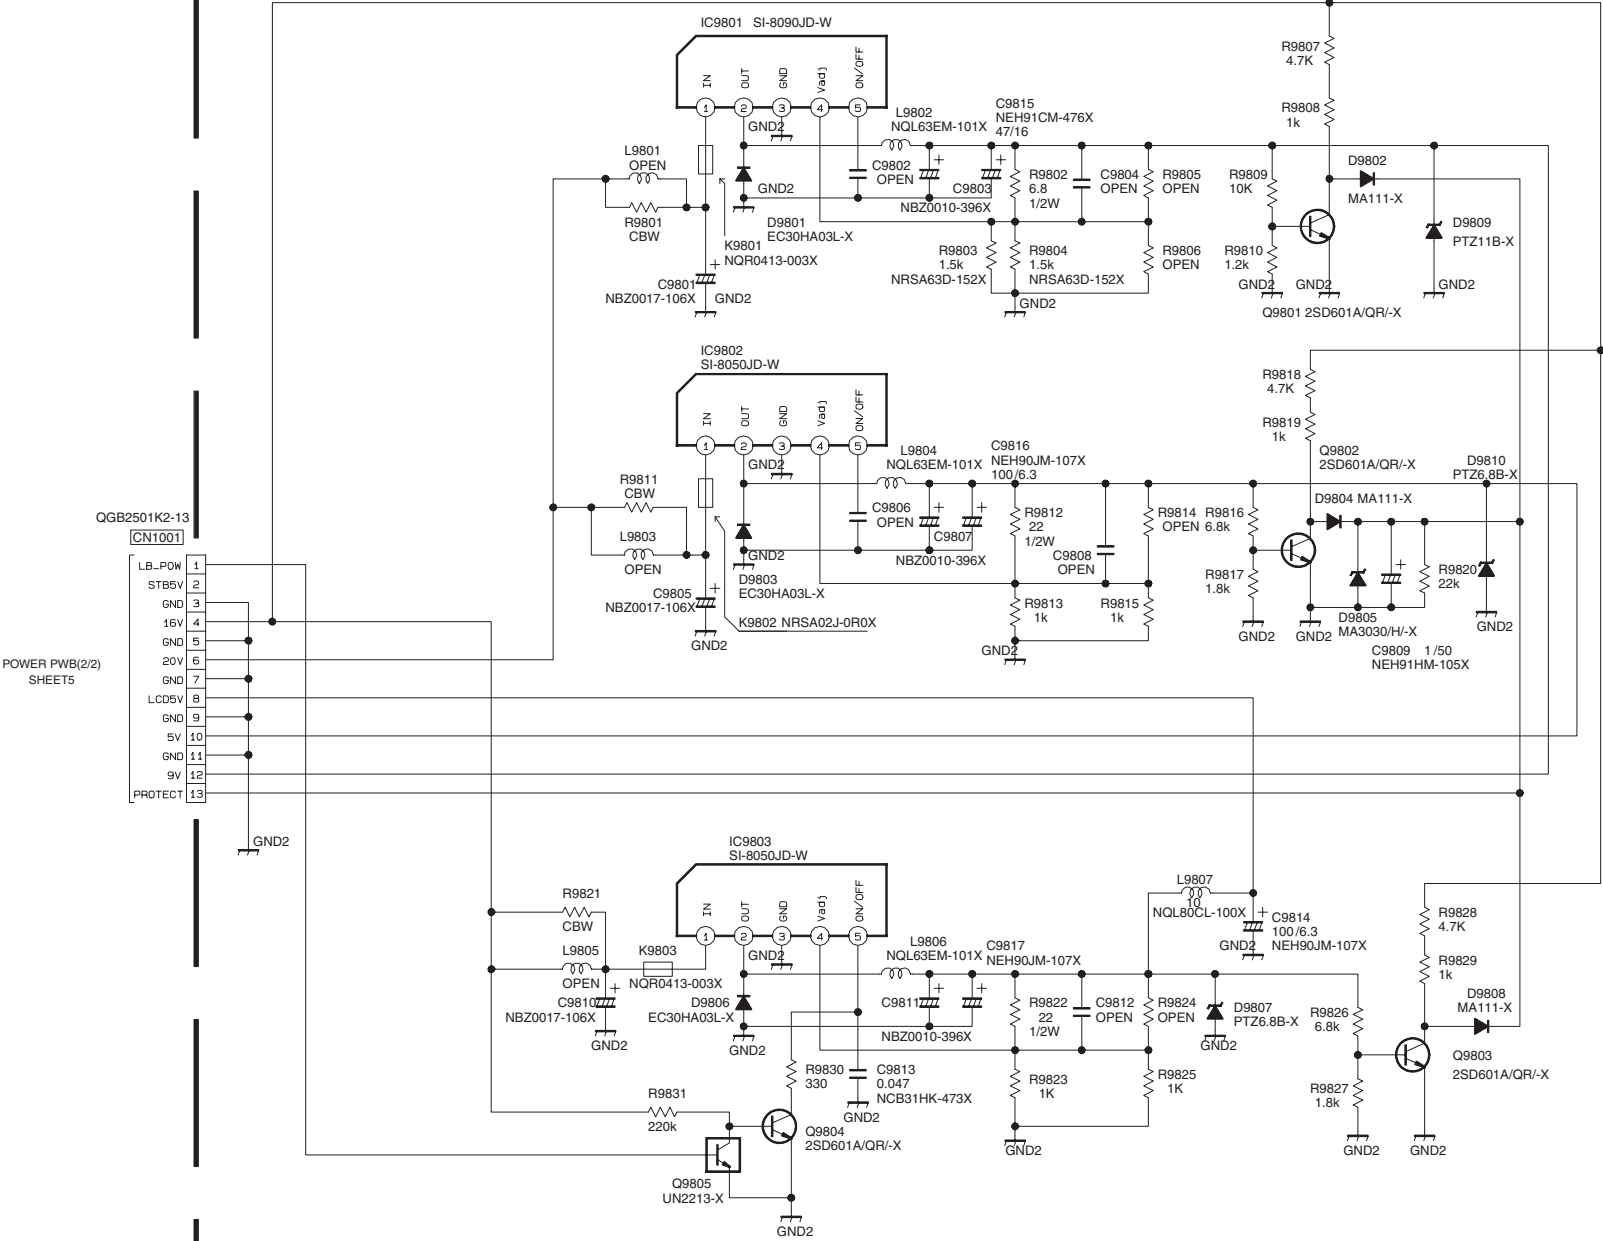 IC9801 SI-8090JD-W
IN
OUT
GND
Vadj
ON/OFF
1
2
3
4
5
GND2
L9802
NQL63EM-101X
C9815
NEH91CM-476X
47/16
R9807
4.7K
R9808
1k
L9801
OPEN
R9801
CBW
GND2
D9801
EC30HA03L-X
K9801
NQR0413-003X
C9801
NBZ0017-106X
GND2
C9802
OPEN
C9803
NBZ0010-396X
R9802
6.8
1/2W
C9804
OPEN
R9805
OPEN
R9803
1.5k
NRSA63D-152X
R9804
1.5k
NRSA63D-152X
R9806
OPEN
GND2
R9809
10K
R9810
1.2k
GND2
GND2
D9802
MA111-X
D9809
PTZ11B-X
GND2
Q9801 2SD601A/QR/-X
IC9802
SI-8050JD-W
IN
OUT
GND
Vadj
ON/OFF
1
2
3
4
5
GND2
L9804
NQL63EM-101X
C9816
NEH90JM-107X
100/6.3
R9818
4.7K
R9819
1k
Q9802
2SD601A/QR/-X
D9810
PTZ6.8B-X
R9811
CBW
L9803
OPEN
GND2
D9803
EC30HA03L-X
C9805
NBZ0017-106X
GND2
K9802 NRSA02J-0R0X
C9806
OPEN
C9807
NBZ0010-396X
R9812
22
1/2W
C9808
OPEN
R9814
OPEN
R9813
1k
R9815
1k
GND2
R9816
6.8k
R9817
1.8k
GND2
D9804 MA111-X
GND2
D9805
MA3030/H/-X
C9809 1/50
NEH91HM-105X
R9820
22k
GND2
QGB2501K2-13
CN1001
LB_POW 1
STB5V 2
GND 3
16V 4
GND 5
20V 6
GND 7
LCD5V 8
GND 9
5V 10
GND 11
9V 12
PROTECT 13
POWER PWB(2/2)
SHEET5
GND2
IC9803
SI-8050JD-W
IN
OUT
GND
Vadj
ON/OFF
1
2
3
4
5
GND2
R9821
CBW
L9805
OPEN
K9803
NQR0413-003X
C9810
NBZ0017-106X
GND2
D9806
EC30HA03L-X
GND2
L9806
NQL63EM-101X
C9817
NEH90JM-107X
C9811
NBZ0010-396X
R9822
22
1/2W
C9812
OPEN
R9824
OPEN
L9807
10
NQL80CL-100X
C9814
100/6.3
NEH90JM-107X
GND2
D9807
PTZ6.8B-X
GND2
R9828
4.7K
R9829
1k
D9808
MA111-X
R9826
6.8k
R9827
1.8k
Q9803
2SD601A/QR/-X
GND2
GND2
R9830
330
C9813
0.047
NCB31HK-473X
GND2
R9823
1K
R9825
1K
GND2
R9831
220k
Q9804
2SD601A/QR/-X
Q9805
UN2213-X
GND2